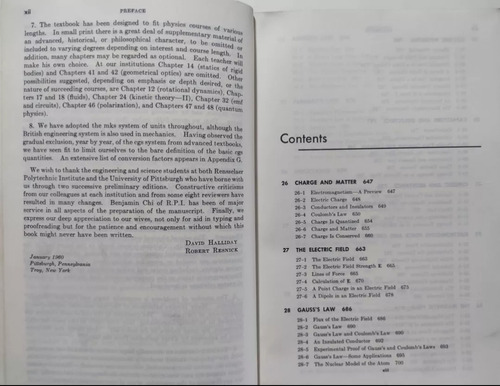 xii
PREFACE
7. The textbook has been designed to fit physics courses of various
lengths. In small print there is a great deal of supplementary material of
an advanced, historical, or philosophical character, to be omitted or
included to varying degrees depending on interest and course length. In
addition, many chapters may be regarded as optional. Each teacher will
make his own choice. At our institutions Chapter 14 (statics of rigid
bodies) and Chapters 41 and 42 (geometrical optics) are omitted. Other
possibilities suggested, depending on emphasis or depth desired, or the
nature of succeeding courses, are Chapter 12 (rotational dynamics), Chap-
ters 17 and 18 (fluids), Chapter 24 (kinetic theory—II), Chapter 32 (emf
and circuits), Chapter 46 (polarization), and Chapters 47 and 48 (quantum
physics).
8. We have adopted the mks system of units throughout, although the
British engineering system is also used in mechanics. Having observed the
gradual exclusion, year by year, of the cgs system from advanced textbooks,
we have seen fit to limit ourselves to the bare definition of the basic cgs
quantities. An extensive list of conversion factors appears in Appendix G.
We wish to thank the engineering and science students at both Rensselaer
Polytechnic Institute and the University of Pittsburgh who have borne with
us through two successive preliminary editions. Constructive criticisms
from our colleagues at each institution and from some eight reviewers have
resulted in many changes. Benjamin Chi of R.P.I. has been of major
service in all aspects of the preparation of the manuscript. Finally, we
express our deep appreciation to our wives, not only for aid in typing and
proofreading but for the patience and encouragement without which this
book might never have been written.
DAVID HALLIDAY
ROBERT RESNICK
January 1960
Pittsburgh, Pennsylvania
Troy, New York
Contents
26 CHARGE AND MATTER 647
26-1 Electromagnetism—A Preview 647
26-2 Electric Charge 648
26-3 Conductors and Insulators 649
26-4 Coulomb's Law 650
26-5 Charge Is Quantized 654
26-6 Charge and Matter 655
26-7 Charge Is Conserved 660
27 THE ELECTRIC FIELD 663
27-1 The Electric Field 663
27-2 The Electric Field Strength E 665
27-3 Lines of Force
27-4 Calculation of E 670
27-5 A Point Charge in an Electric Field 675
27-6 A Dipole in an Electric Field 678
28 GAUSS'S LAW 686
28-1 Flux of the Electric Field 686
28-2 Gauss's Law 690
28-3 Gauss's Law and Coulomb's Law 690
28-4 An Insulated Conductor 692
28-5 Experimental Proof of Gauss's and Coulomb's Laws 693
28-6 Gauss's Law—Some Applications 695
28-7 The Nuclear Model of the Atom 700
xiii